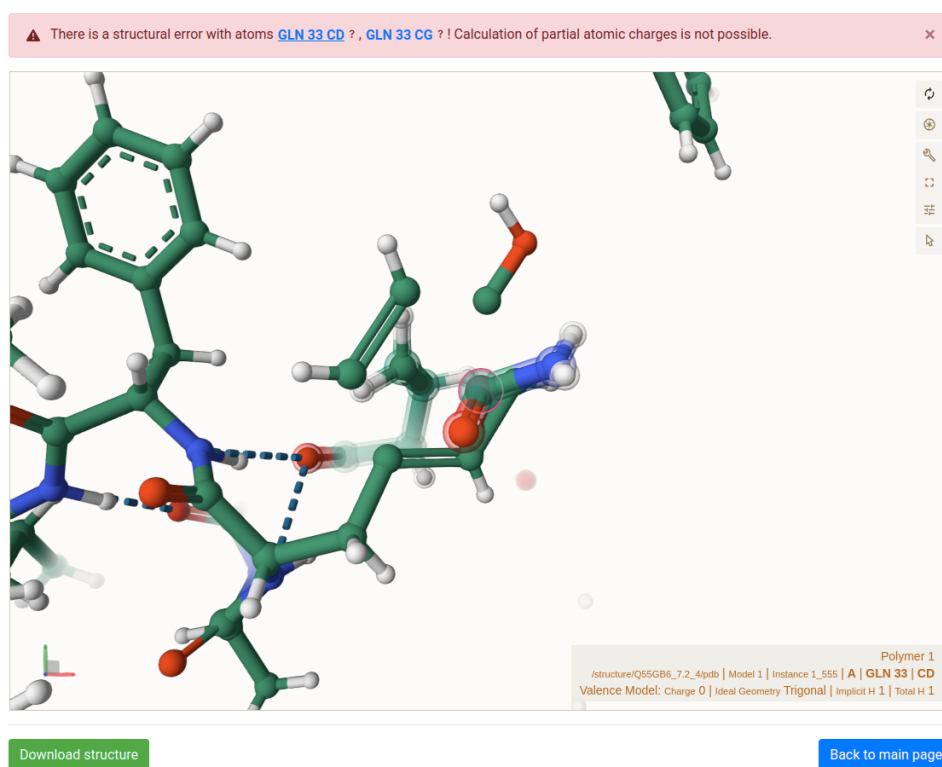 There is a structural error with atoms GLN 33 CD ? , GLN 33 CG ? ! Calculation of partial atomic charges is not possible. ×
Polymer 1
/structure/Q55GB6_7.2_4/pdb | Model 1 | Instance 1_555 | A | GLN 33 | CD
Valence Model: Charge 0 | Ideal Geometry Trigonal | Implicit H 1 | Total H 1
Download structure
Back to main page